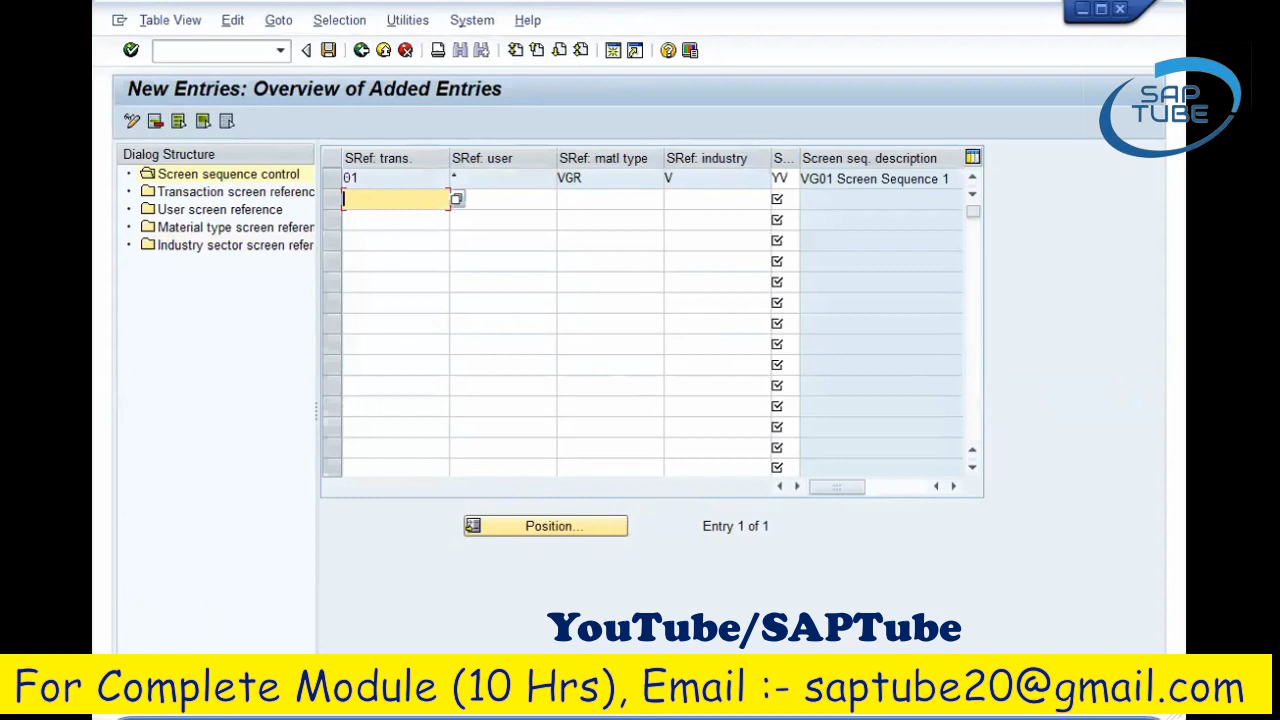 Table View Edit Goto Selection Utilities System Help
New Entries: Overview of Added Entries
SAP
TUBE
Dialog Structure
Screen sequence control
Transaction screen referenc
User screen reference
Material type screen referen
Industry sector screen refer
SRef: trans. SRef: user SRef: matl type SRef: industry S... Screen seq. description
01 * VGR V YV VG01 Screen Sequence 1
Position... Entry 1 of 1
YouTube/SAPTube
For Complete Module (10 Hrs), Email :- saptube20@gmail.com